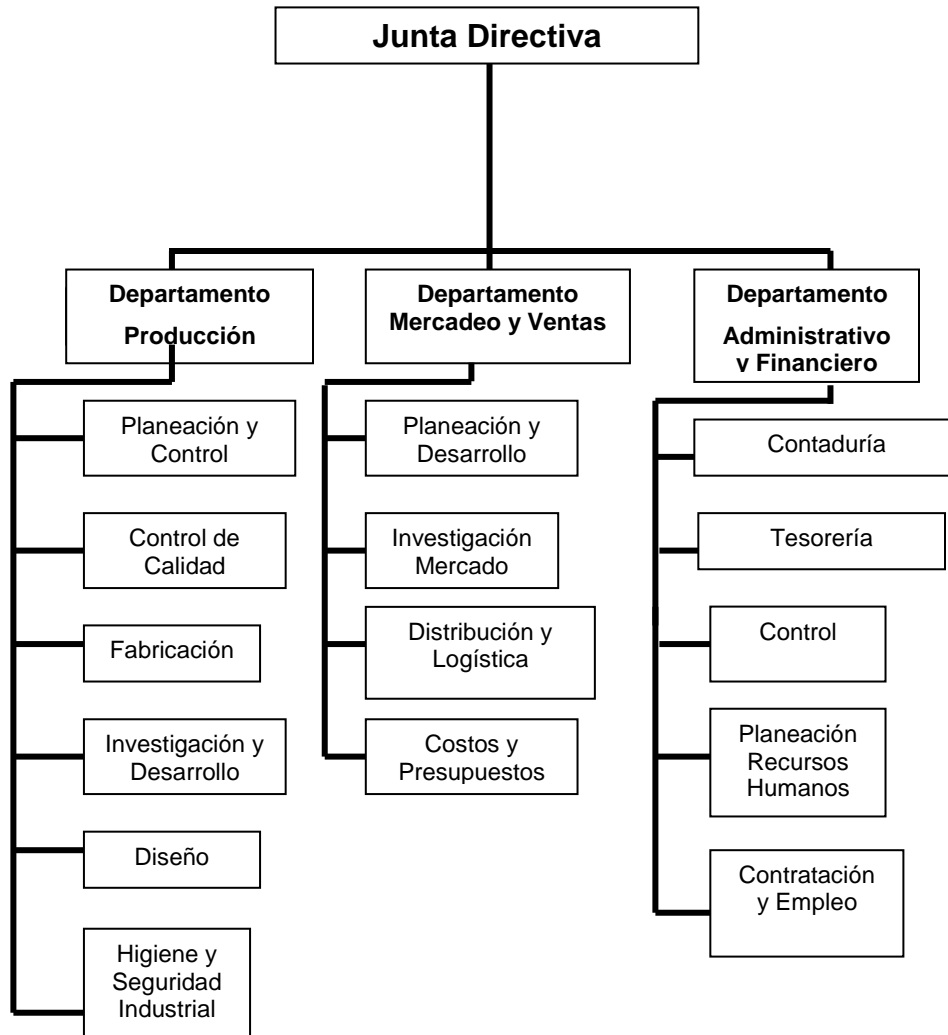 Junta Directiva
Departamento
Producción
Planeación y
Control
Control de
Calidad
Fabricación
Investigación y
Desarrollo
Diseño
Higiene y
Seguridad
Industrial
Departamento
Mercadeo y Ventas
Planeación y
Desarrollo
Investigación
Mercado
Distribución y
Logística
Costos y
Presupuestos
Departamento
Administrativo
y Financiero
Contaduría
Tesorería
Control
Planeación
Recursos
Humanos
Contratación
y Empleo